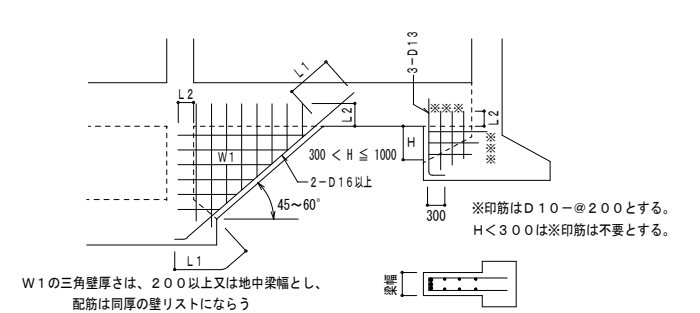 L1
3-D13
L2
L2
※※※
L2
W1
H
300 < H ≦ 1000
※
※
※
2-D16以上
45~60°
300
※印筋はD10-@200とする。
H<300は※印筋は不要とする。
L1
W1の三角壁厚さは、200以上又は地中梁幅とし、
配筋は同厚の壁リストにならう
梁幅